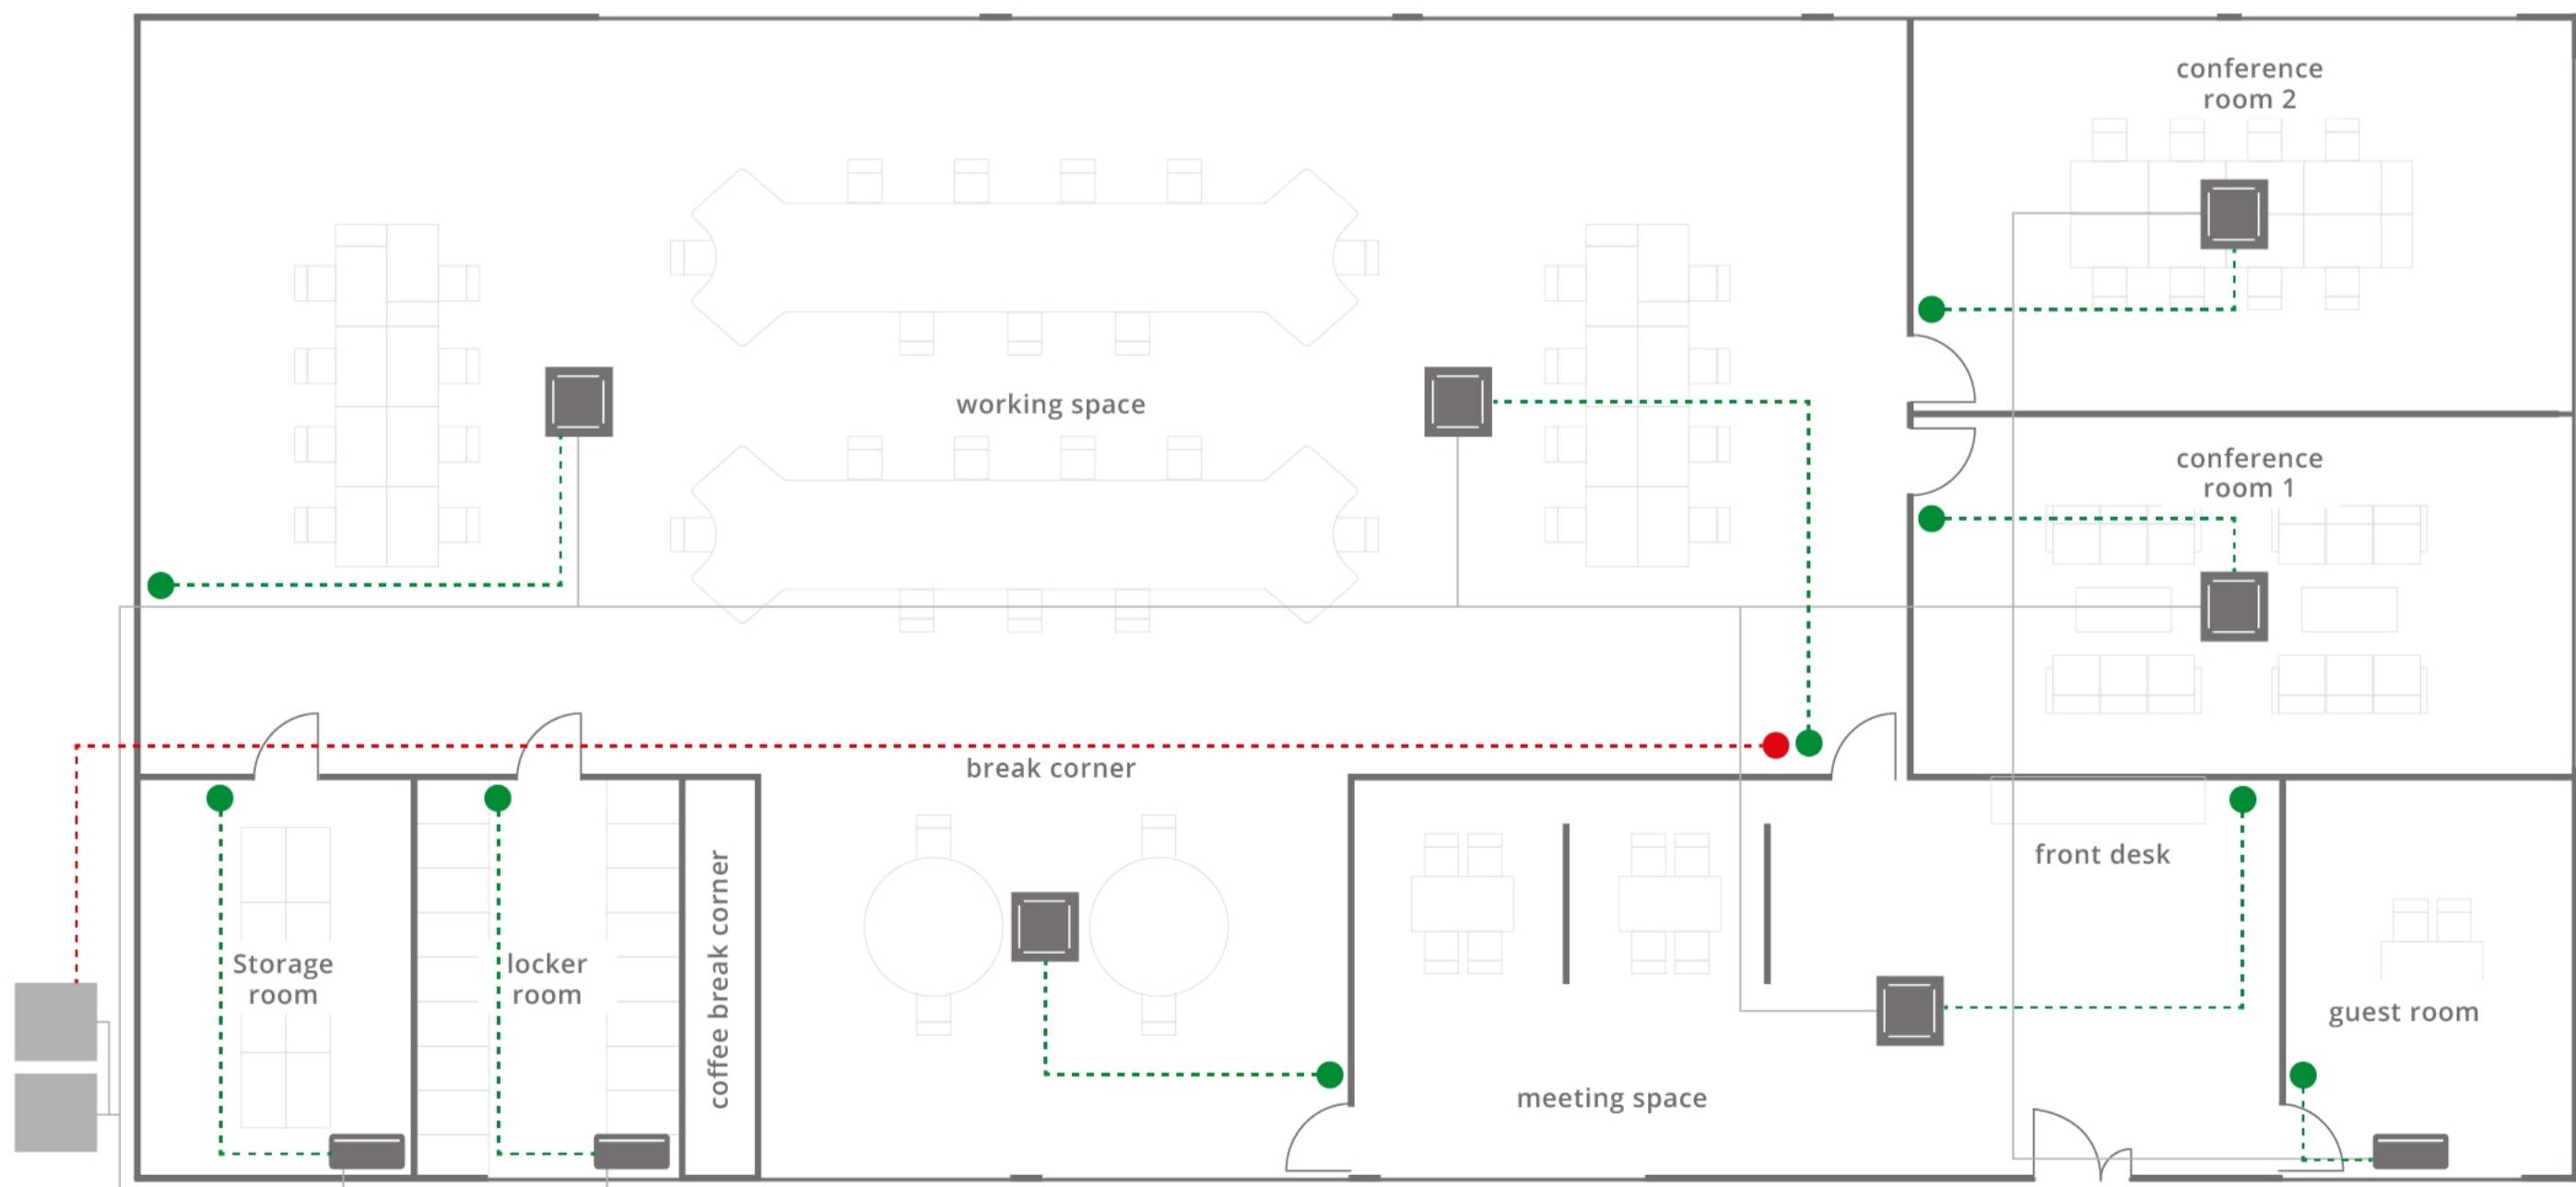 conference
room 2
working space
conference
room 1
break corner
front desk
coffee break corner
Storage
room
locker
room
guest room
meeting space